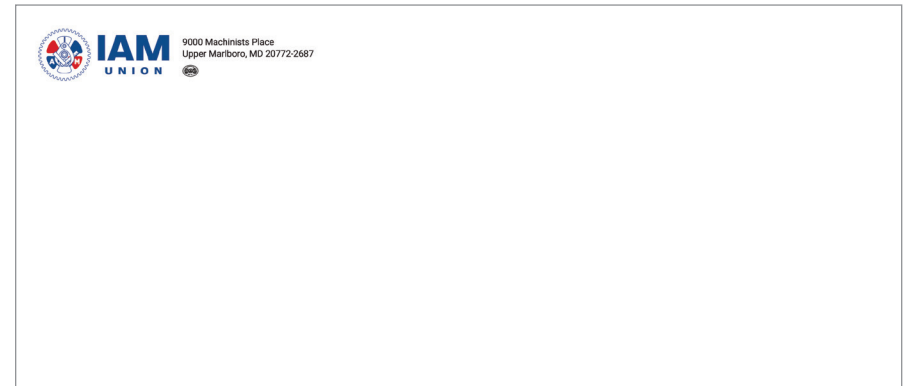 IAM
UNION
9000 Machinists Place
Upper Marlboro, MD 20772-2687